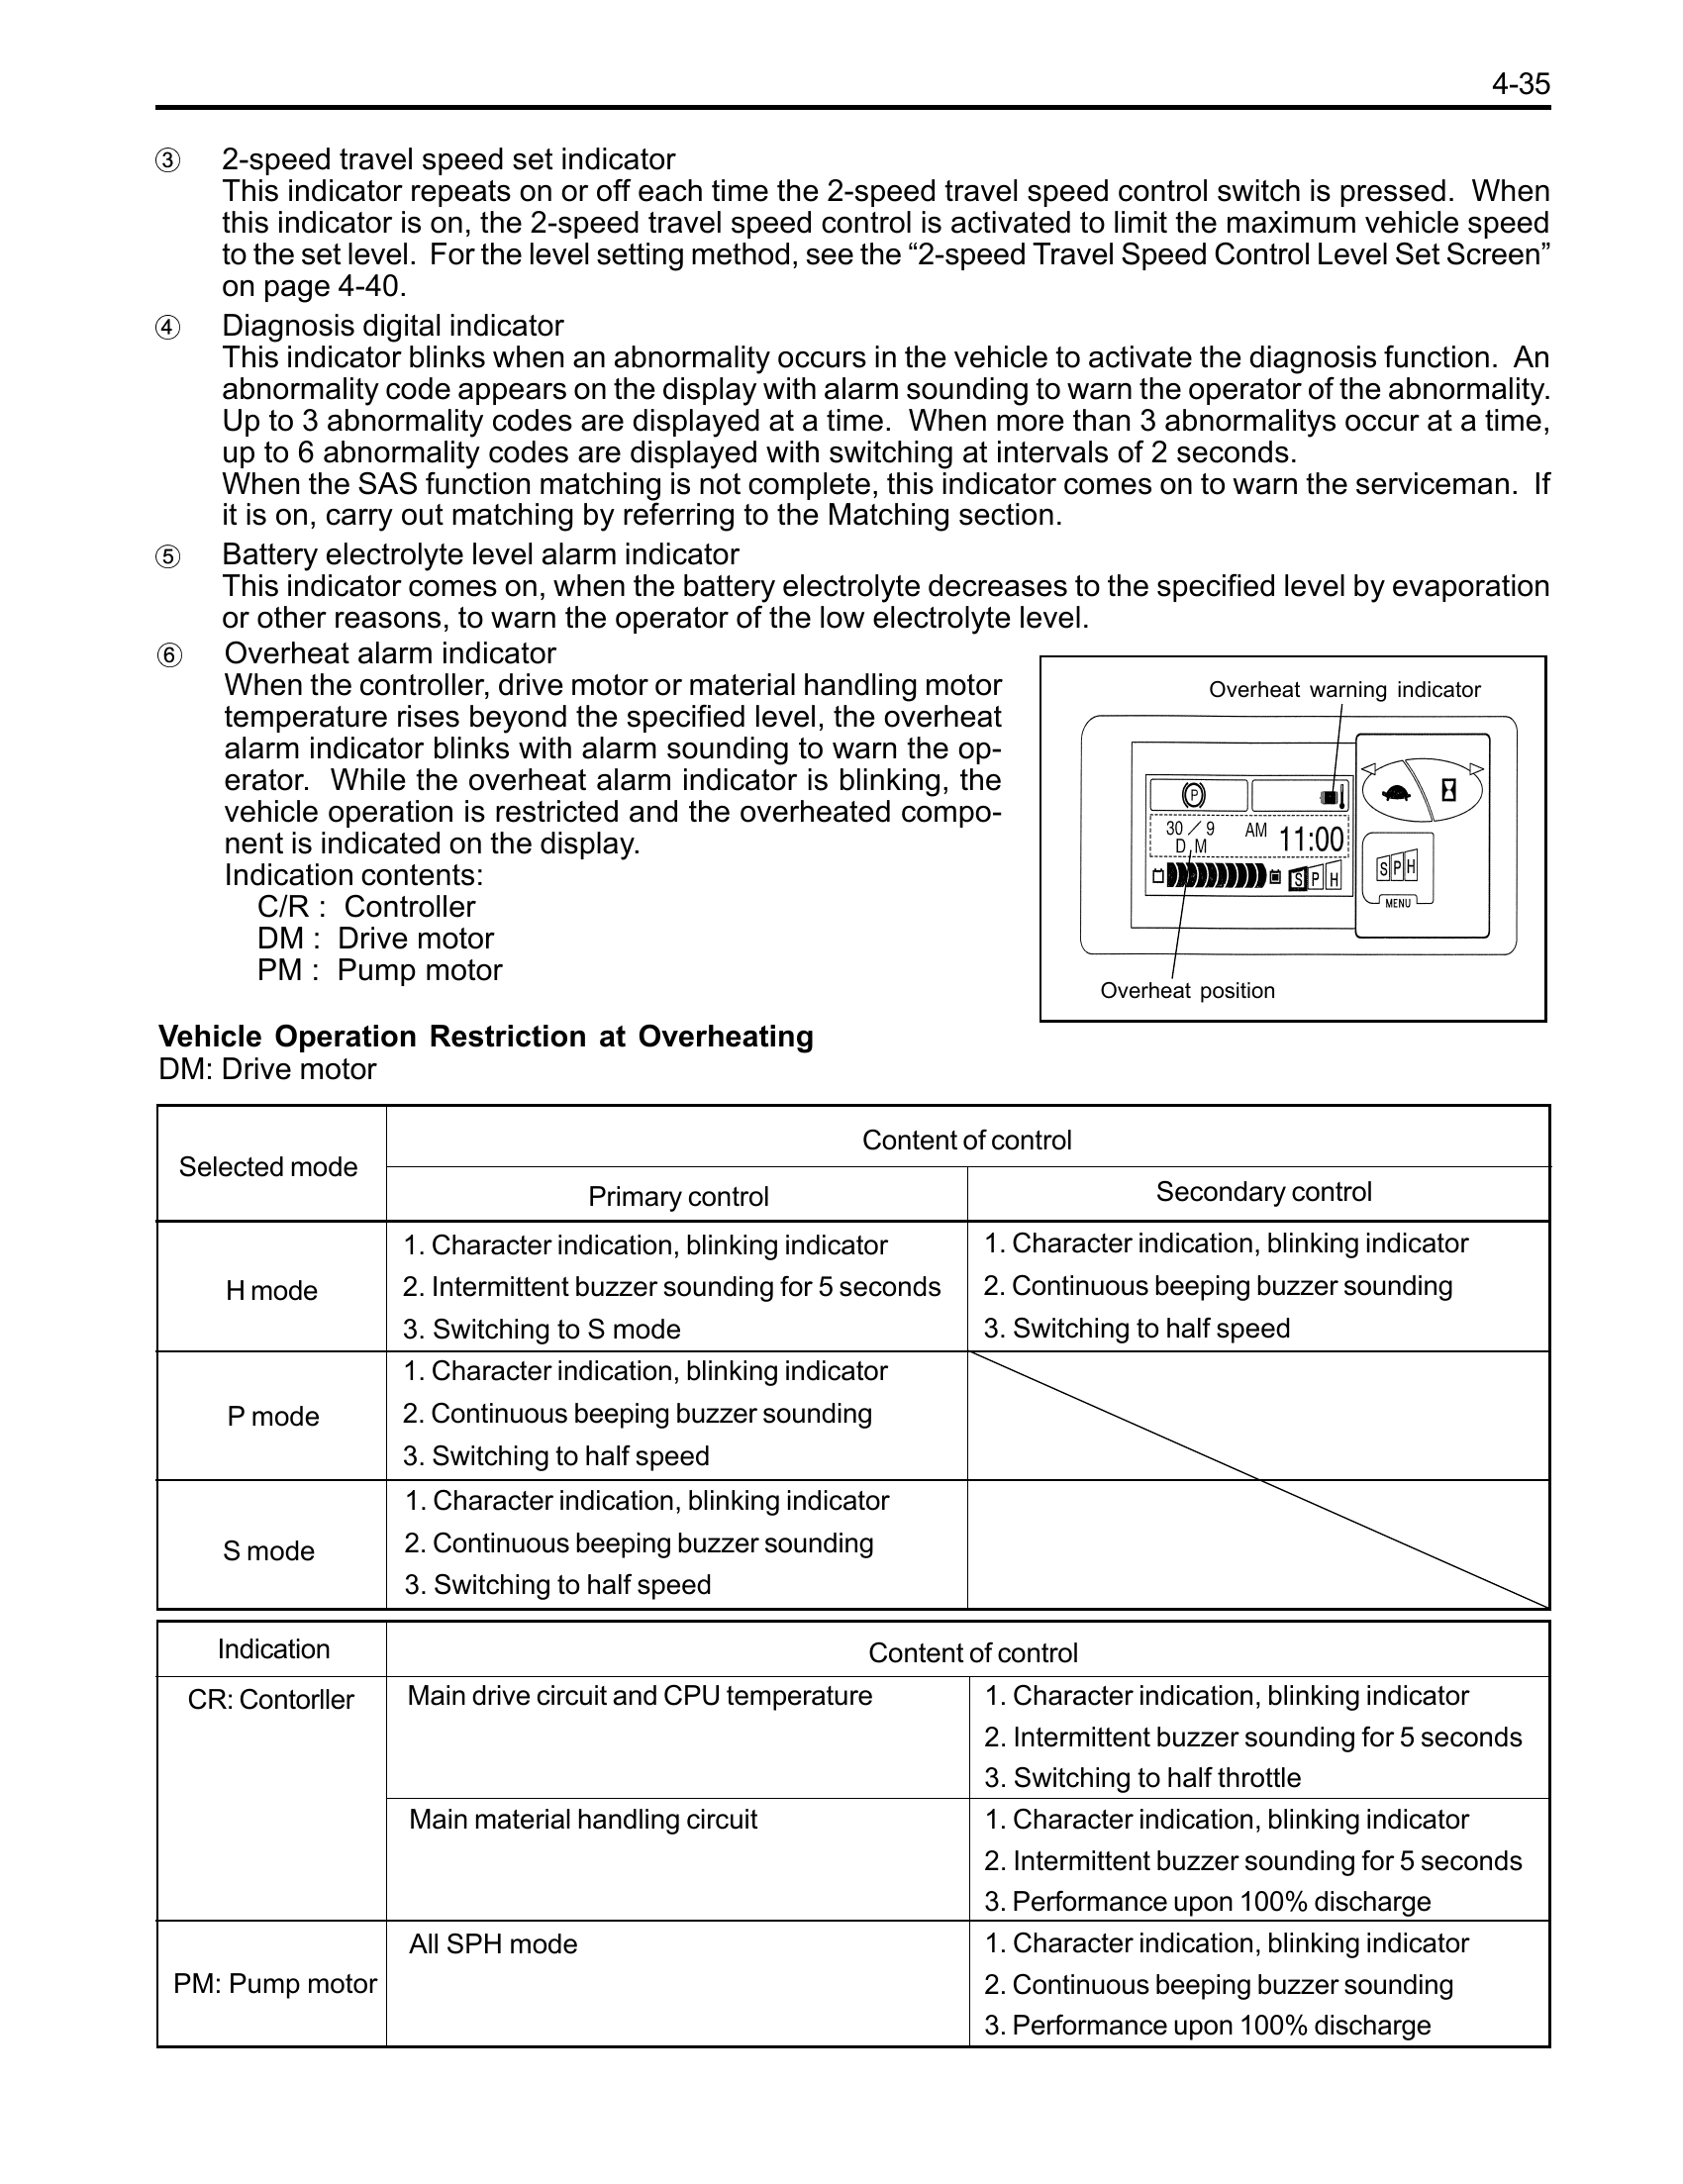 4-35
③ 2-speed travel speed set indicator
This indicator repeats on or off each time the 2-speed travel speed control switch is pressed. When
this indicator is on, the 2-speed travel speed control is activated to limit the maximum vehicle speed
to the set level. For the level setting method, see the “2-speed Travel Speed Control Level Set Screen”
on page 4-40.
④ Diagnosis digital indicator
This indicator blinks when an abnormality occurs in the vehicle to activate the diagnosis function. An
abnormality code appears on the display with alarm sounding to warn the operator of the abnormality.
Up to 3 abnormality codes are displayed at a time. When more than 3 abnormalitys occur at a time,
up to 6 abnormality codes are displayed with switching at intervals of 2 seconds.
When the SAS function matching is not complete, this indicator comes on to warn the serviceman. If
it is on, carry out matching by referring to the Matching section.
⑤ Battery electrolyte level alarm indicator
This indicator comes on, when the battery electrolyte decreases to the specified level by evaporation
or other reasons, to warn the operator of the low electrolyte level.
⑥ Overheat alarm indicator
When the controller, drive motor or material handling motor
temperature rises beyond the specified level, the overheat
alarm indicator blinks with alarm sounding to warn the op-
erator. While the overheat alarm indicator is blinking, the
vehicle operation is restricted and the overheated compo-
nent is indicated on the display.
Indication contents:
C/R : Controller
DM : Drive motor
PM : Pump motor
Overheat warning indicator
P
30 / 9 AM 11:00
D M
S P H
S P H
MENU
Overheat position
Vehicle Operation Restriction at Overheating
DM: Drive motor
Selected mode
Content of control
Primary control
Secondary control
H mode
1. Character indication, blinking indicator
2. Intermittent buzzer sounding for 5 seconds
3. Switching to S mode
1. Character indication, blinking indicator
2. Continuous beeping buzzer sounding
3. Switching to half speed
P mode
1. Character indication, blinking indicator
2. Continuous beeping buzzer sounding
3. Switching to half speed
S mode
1. Character indication, blinking indicator
2. Continuous beeping buzzer sounding
3. Switching to half speed
Indication
Content of control
CR: Contorller
Main drive circuit and CPU temperature
1. Character indication, blinking indicator
2. Intermittent buzzer sounding for 5 seconds
3. Switching to half throttle
Main material handling circuit
1. Character indication, blinking indicator
2. Intermittent buzzer sounding for 5 seconds
3. Performance upon 100% discharge
PM: Pump motor
All SPH mode
1. Character indication, blinking indicator
2. Continuous beeping buzzer sounding
3. Performance upon 100% discharge